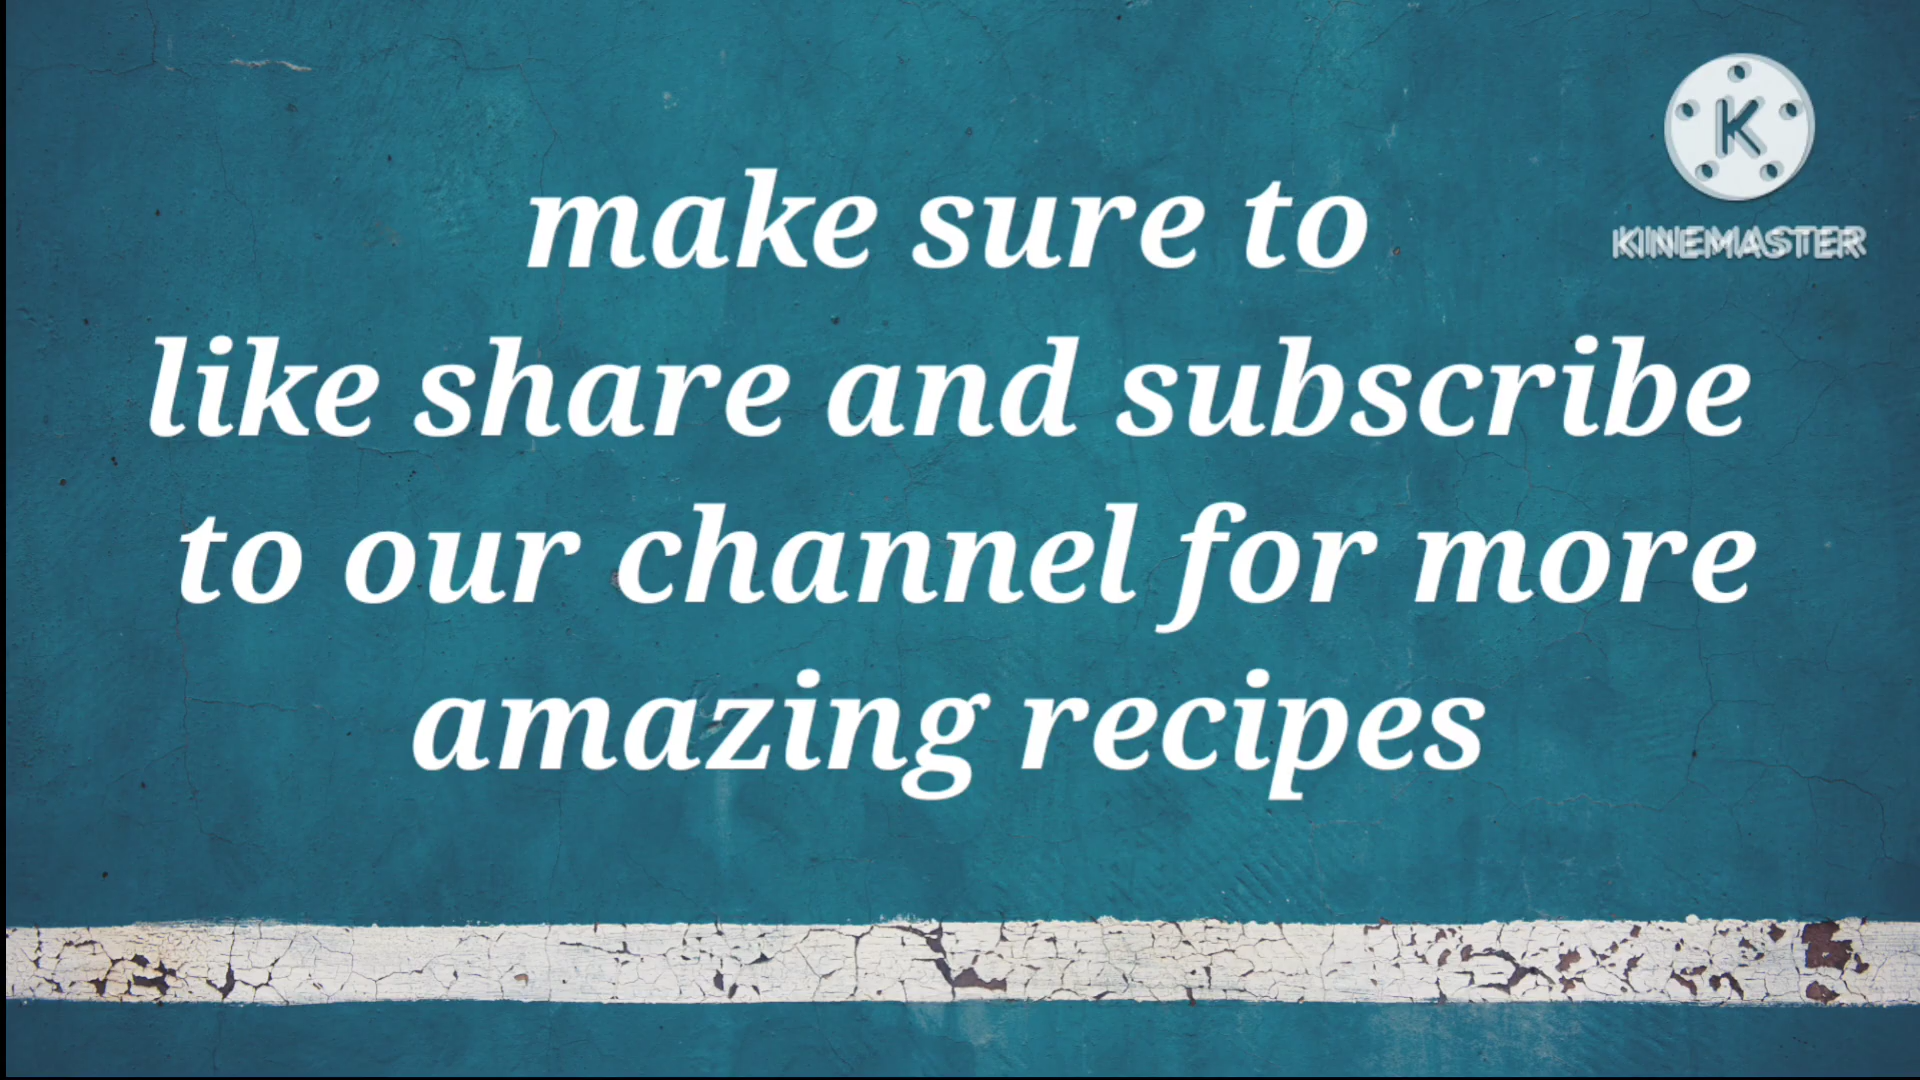 K
KINEMASTER
make sure to
like share and subscribe
to our channel for more
amazing recipes